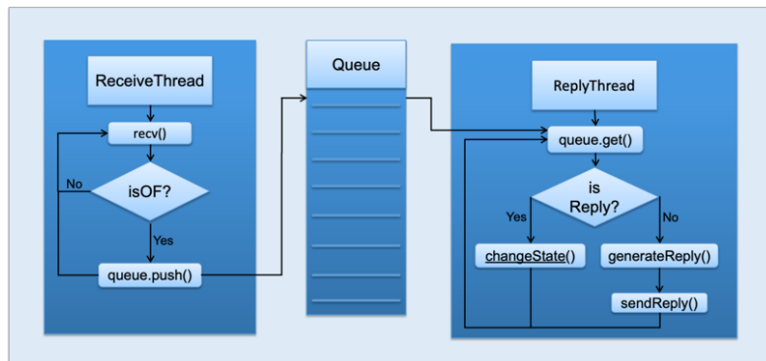 ReceiveThread
recv()
No
isOF?
Yes
queue.push()
Queue
ReplyThread
queue.get()
is
Reply?
Yes
No
changeState()
generateReply()
sendReply()